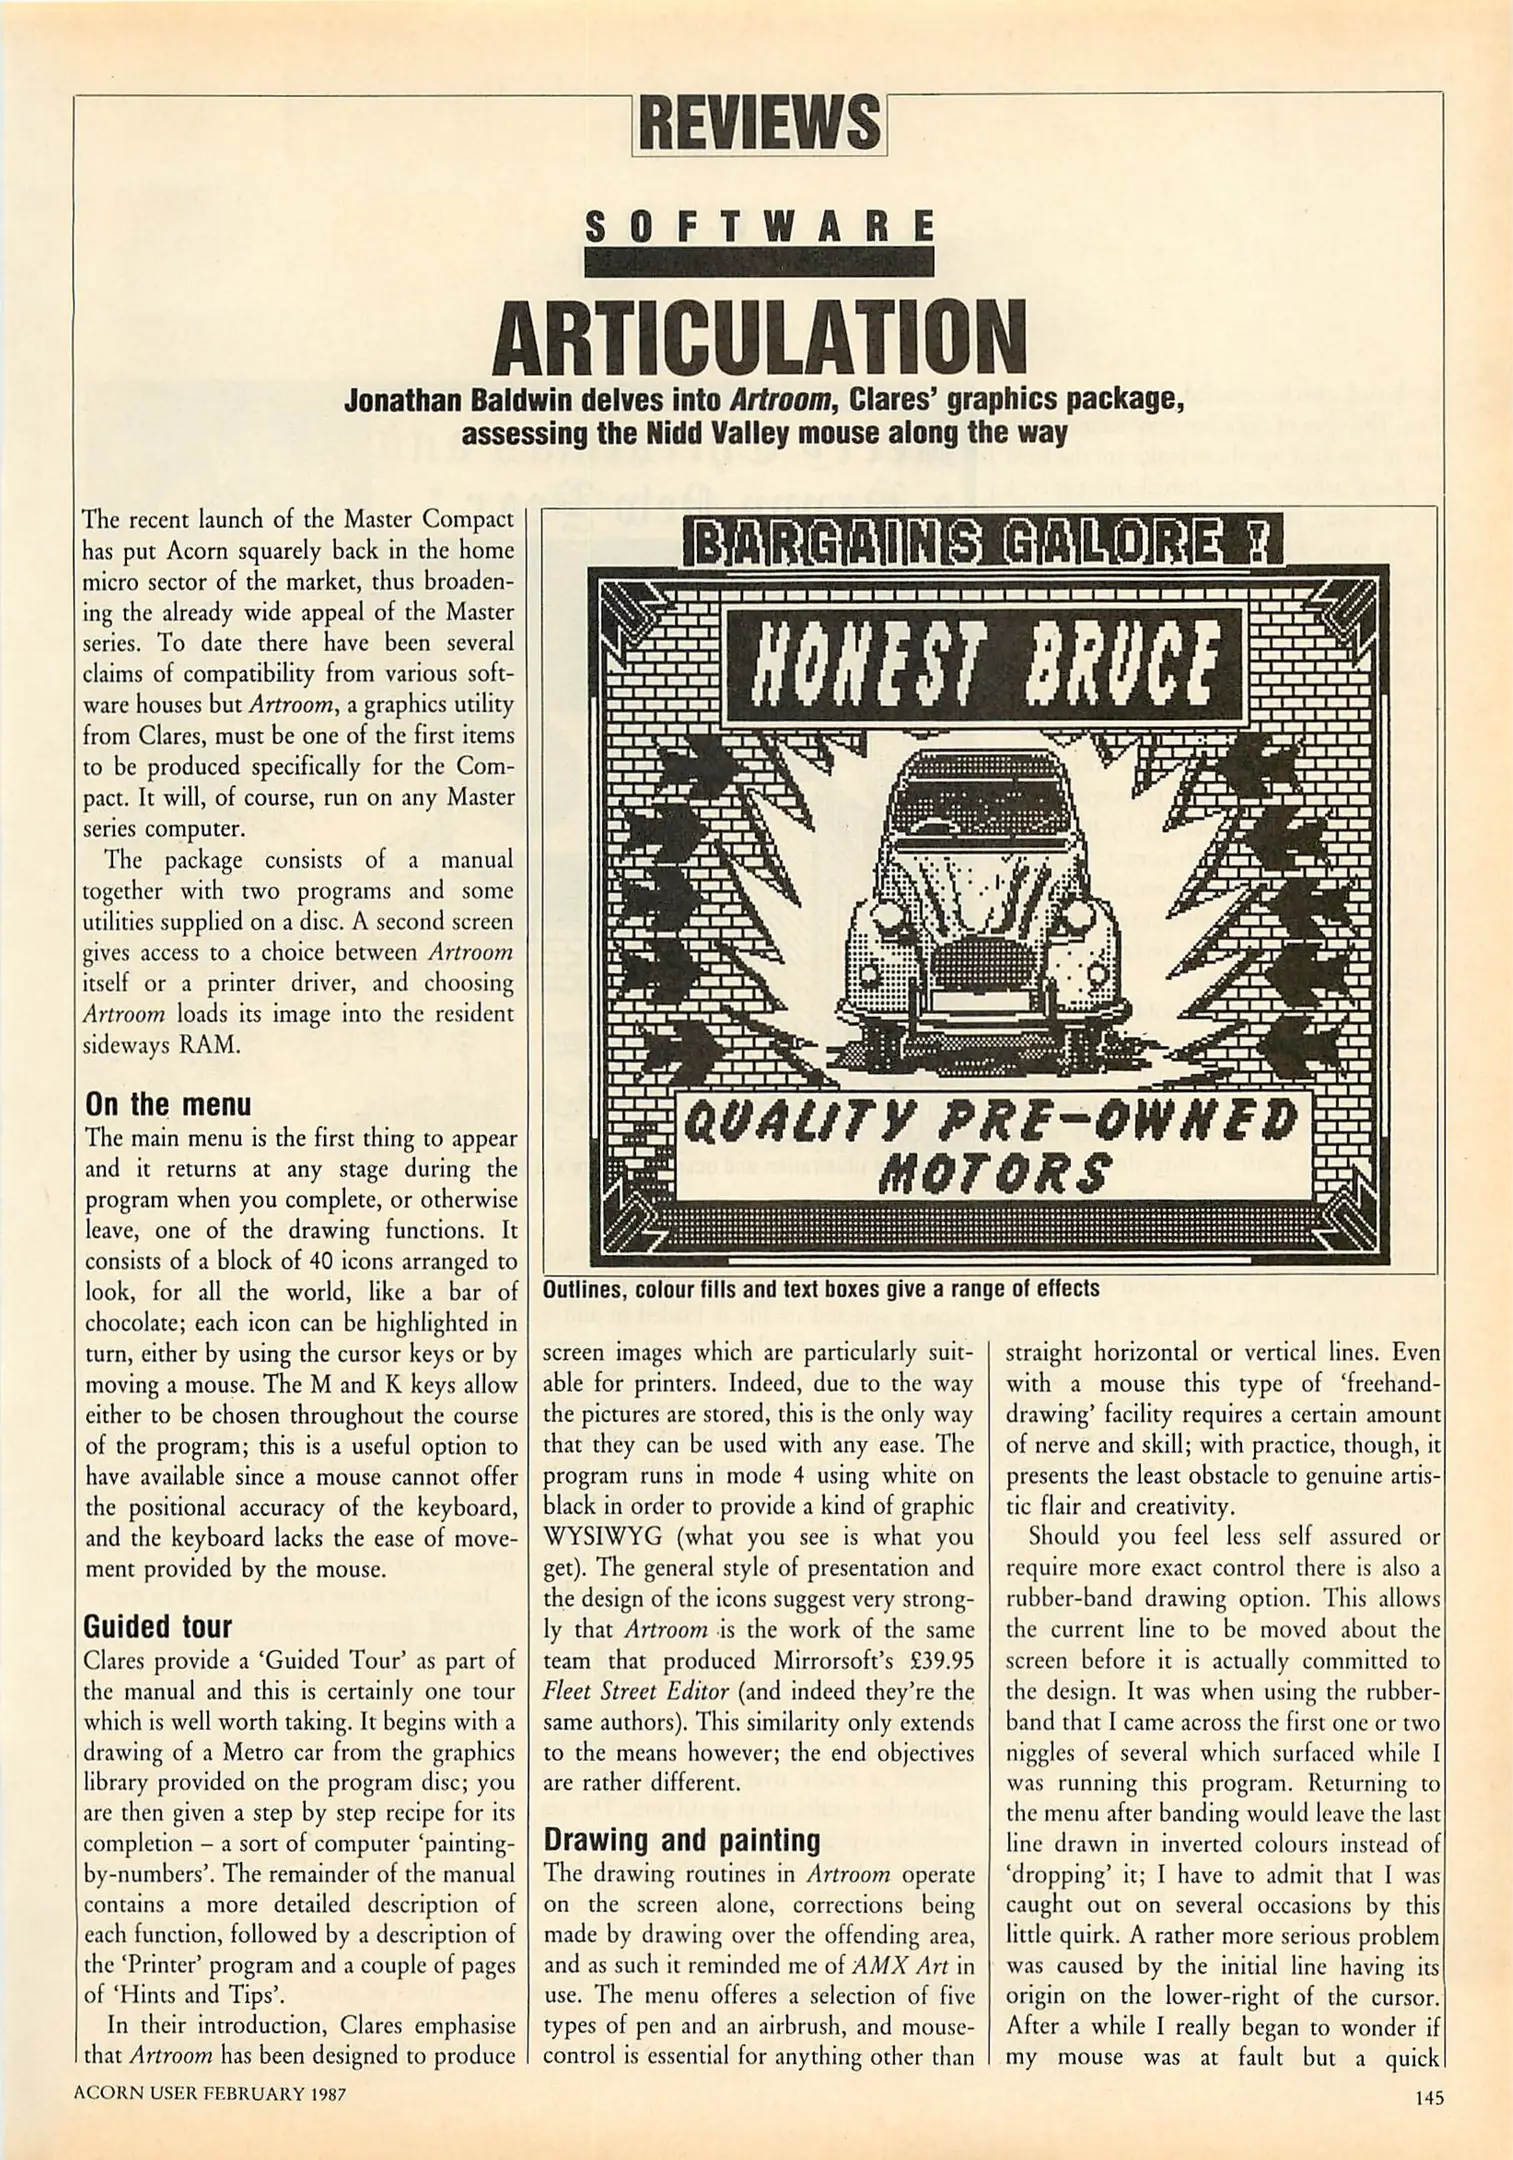 REVIEWS
SOFTWARE
ARTICULATION
Jonathan Baldwin delves into Artroom, Clares' graphics package,
assessing the Nidd Valley mouse along the way
The recent launch of the Master Compact
has put Acorn squarely back in the home
micro sector of the market, thus broaden-
ing the already wide appeal of the Master
series. To date there have been several
claims of compatibility from various soft-
ware houses but Artroom, a graphics utility
from Clares, must be one of the first items
to be produced specifically for the Com-
pact. It will, of course, run on any Master
series computer.
The package consists of a manual
together with two programs and some
utilities supplied on a disc. A second screen
gives access to a choice between Artroom
itself or a printer driver, and choosing
Artroom loads its image into the resident
sideways RAM.
On the menu
The main menu is the first thing to appear
and it returns at any stage during the
program when you complete, or otherwise
leave, one of the drawing functions. It
consists of a block of 40 icons arranged to
look, for all the world, like a bar of
chocolate; each icon can be highlighted in
turn, either by using the cursor keys or by
moving a mouse. The M and K keys allow
either to be chosen throughout the course
of the program; this is a useful option to
have available since a mouse cannot offer
the positional accuracy of the keyboard,
and the keyboard lacks the ease of move-
ment provided by the mouse.
Guided tour
Clares provide a 'Guided Tour' as part of
the manual and this is certainly one tour
which is well worth taking. It begins with a
drawing of a Metro car from the graphics
library provided on the program disc; you
are then given a step by step recipe for its
completion – a sort of computer 'painting-
by-numbers'. The remainder of the manual
contains a more detailed description of
each function, followed by a description of
the 'Printer' program and a couple of pages
of 'Hints and Tips'.
In their introduction, Clares emphasise
that Artroom has been designed to produce
BARGAINS GALORE !
HONEST BRUCE
QUALITY PRE-OWNED
MOTORS
Outlines, colour fills and text boxes give a range of effects
screen images which are particularly suit-
able for printers. Indeed, due to the way
the pictures are stored, this is the only way
that they can be used with any ease. The
program runs in mode 4 using white on
black in order to provide a kind of graphic
WYSIWYG (what you see is what you
get). The general style of presentation and
the design of the icons suggest very strong-
ly that Artroom is the work of the same
team that produced Mirrorsoft's £39.95
Fleet Street Editor (and indeed they're the
same authors). This similarity only extends
to the means however; the end objectives
are rather different.
Drawing and painting
The drawing routines in Artroom operate
on the screen alone, corrections being
made by drawing over the offending area,
and as such it reminded me of AMX Art in
use. The menu offeres a selection of five
types of pen and an airbrush, and mouse-
control is essential for anything other than
straight horizontal or vertical lines. Even
with a mouse this type of 'freehand-
drawing' facility requires a certain amount
of nerve and skill; with practice, though, it
presents the least obstacle to genuine artis-
tic flair and creativity.
Should you feel less self assured or
require more exact control there is also a
rubber-band drawing option. This allows
the current line to be moved about the
screen before it is actually committed to
the design. It was when using the rubber-
band that I came across the first one or two
niggles of several which surfaced while I
was running this program. Returning to
the menu after banding would leave the last
line drawn in inverted colours instead of
'dropping' it; I have to admit that I was
caught out on several occasions by this
little quirk. A rather more serious problem
was caused by the initial line having its
origin on the lower-right of the cursor.
After a while I really began to wonder if
my mouse was at fault but a quick
ACORN USER FEBRUARY 1987
145